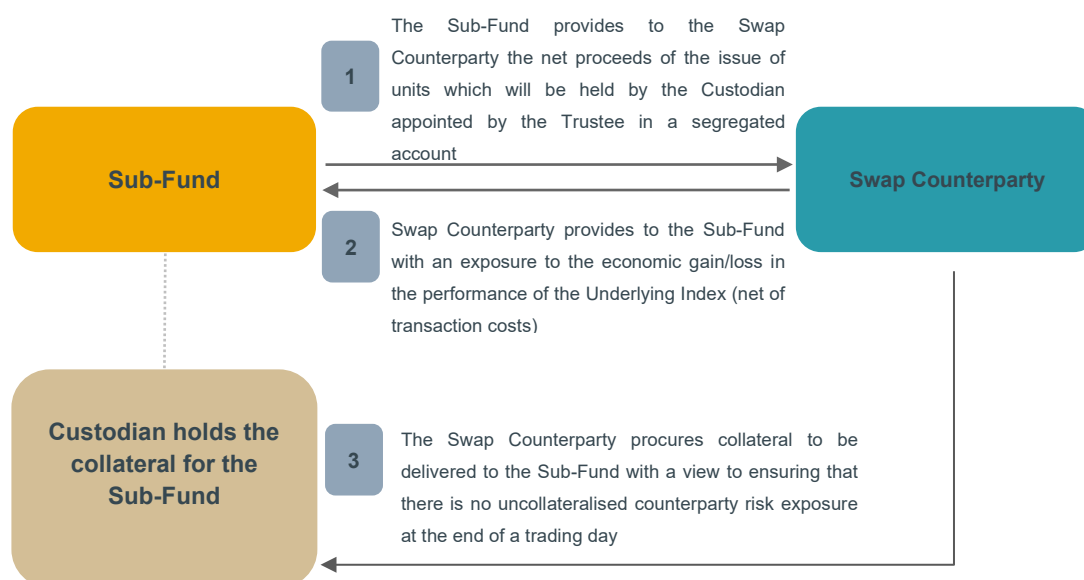 The Sub-Fund provides to the Swap
Counterparty the net proceeds of the issue of
units which will be held by the Custodian
appointed by the Trustee in a segregated
account
1
Sub-Fund
Swap Counterparty
2
Swap Counterparty provides to the Sub-Fund
with an exposure to the economic gain/loss in
the performance of the Underlying Index (net of
transaction costs)
Custodian holds the
collateral for the
Sub-Fund
3
The Swap Counterparty procures collateral to be
delivered to the Sub-Fund with a view to ensuring that
there is no uncollateralised counterparty risk exposure
at the end of a trading day